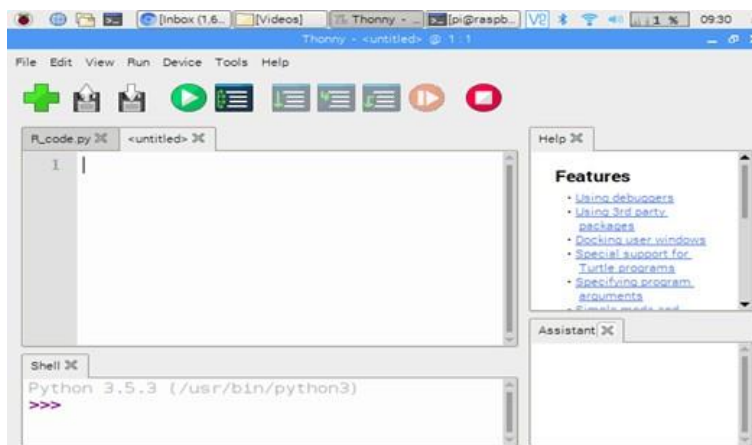 [Inbox (1,6...
[Videos]
Thonny - ...
[pi@raspb...
V2
1 %
09:30
Thonny - <untitled> @ 1:1
File Edit View Run Device Tools Help
R_code.py
<untitled>
1
Shell
Python 3.5.3 (/usr/bin/python3)
>>>
Help
Features
Using debuggers
Using 3rd party
packages
Docking user windows
Special support for
Turtle programs
Specifying program
arguments
Assistant